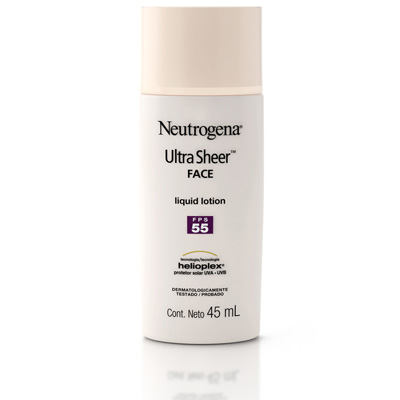 Neutrogena®
Ultra Sheer™
FACE
liquid lotion
FPS
55
tecnologia/tecnología
helioplex®
protetor solar UVA - UVB
DERMATOLOGICAMENTE
TESTADO / PROBADO
Cont. Neto 45 mL